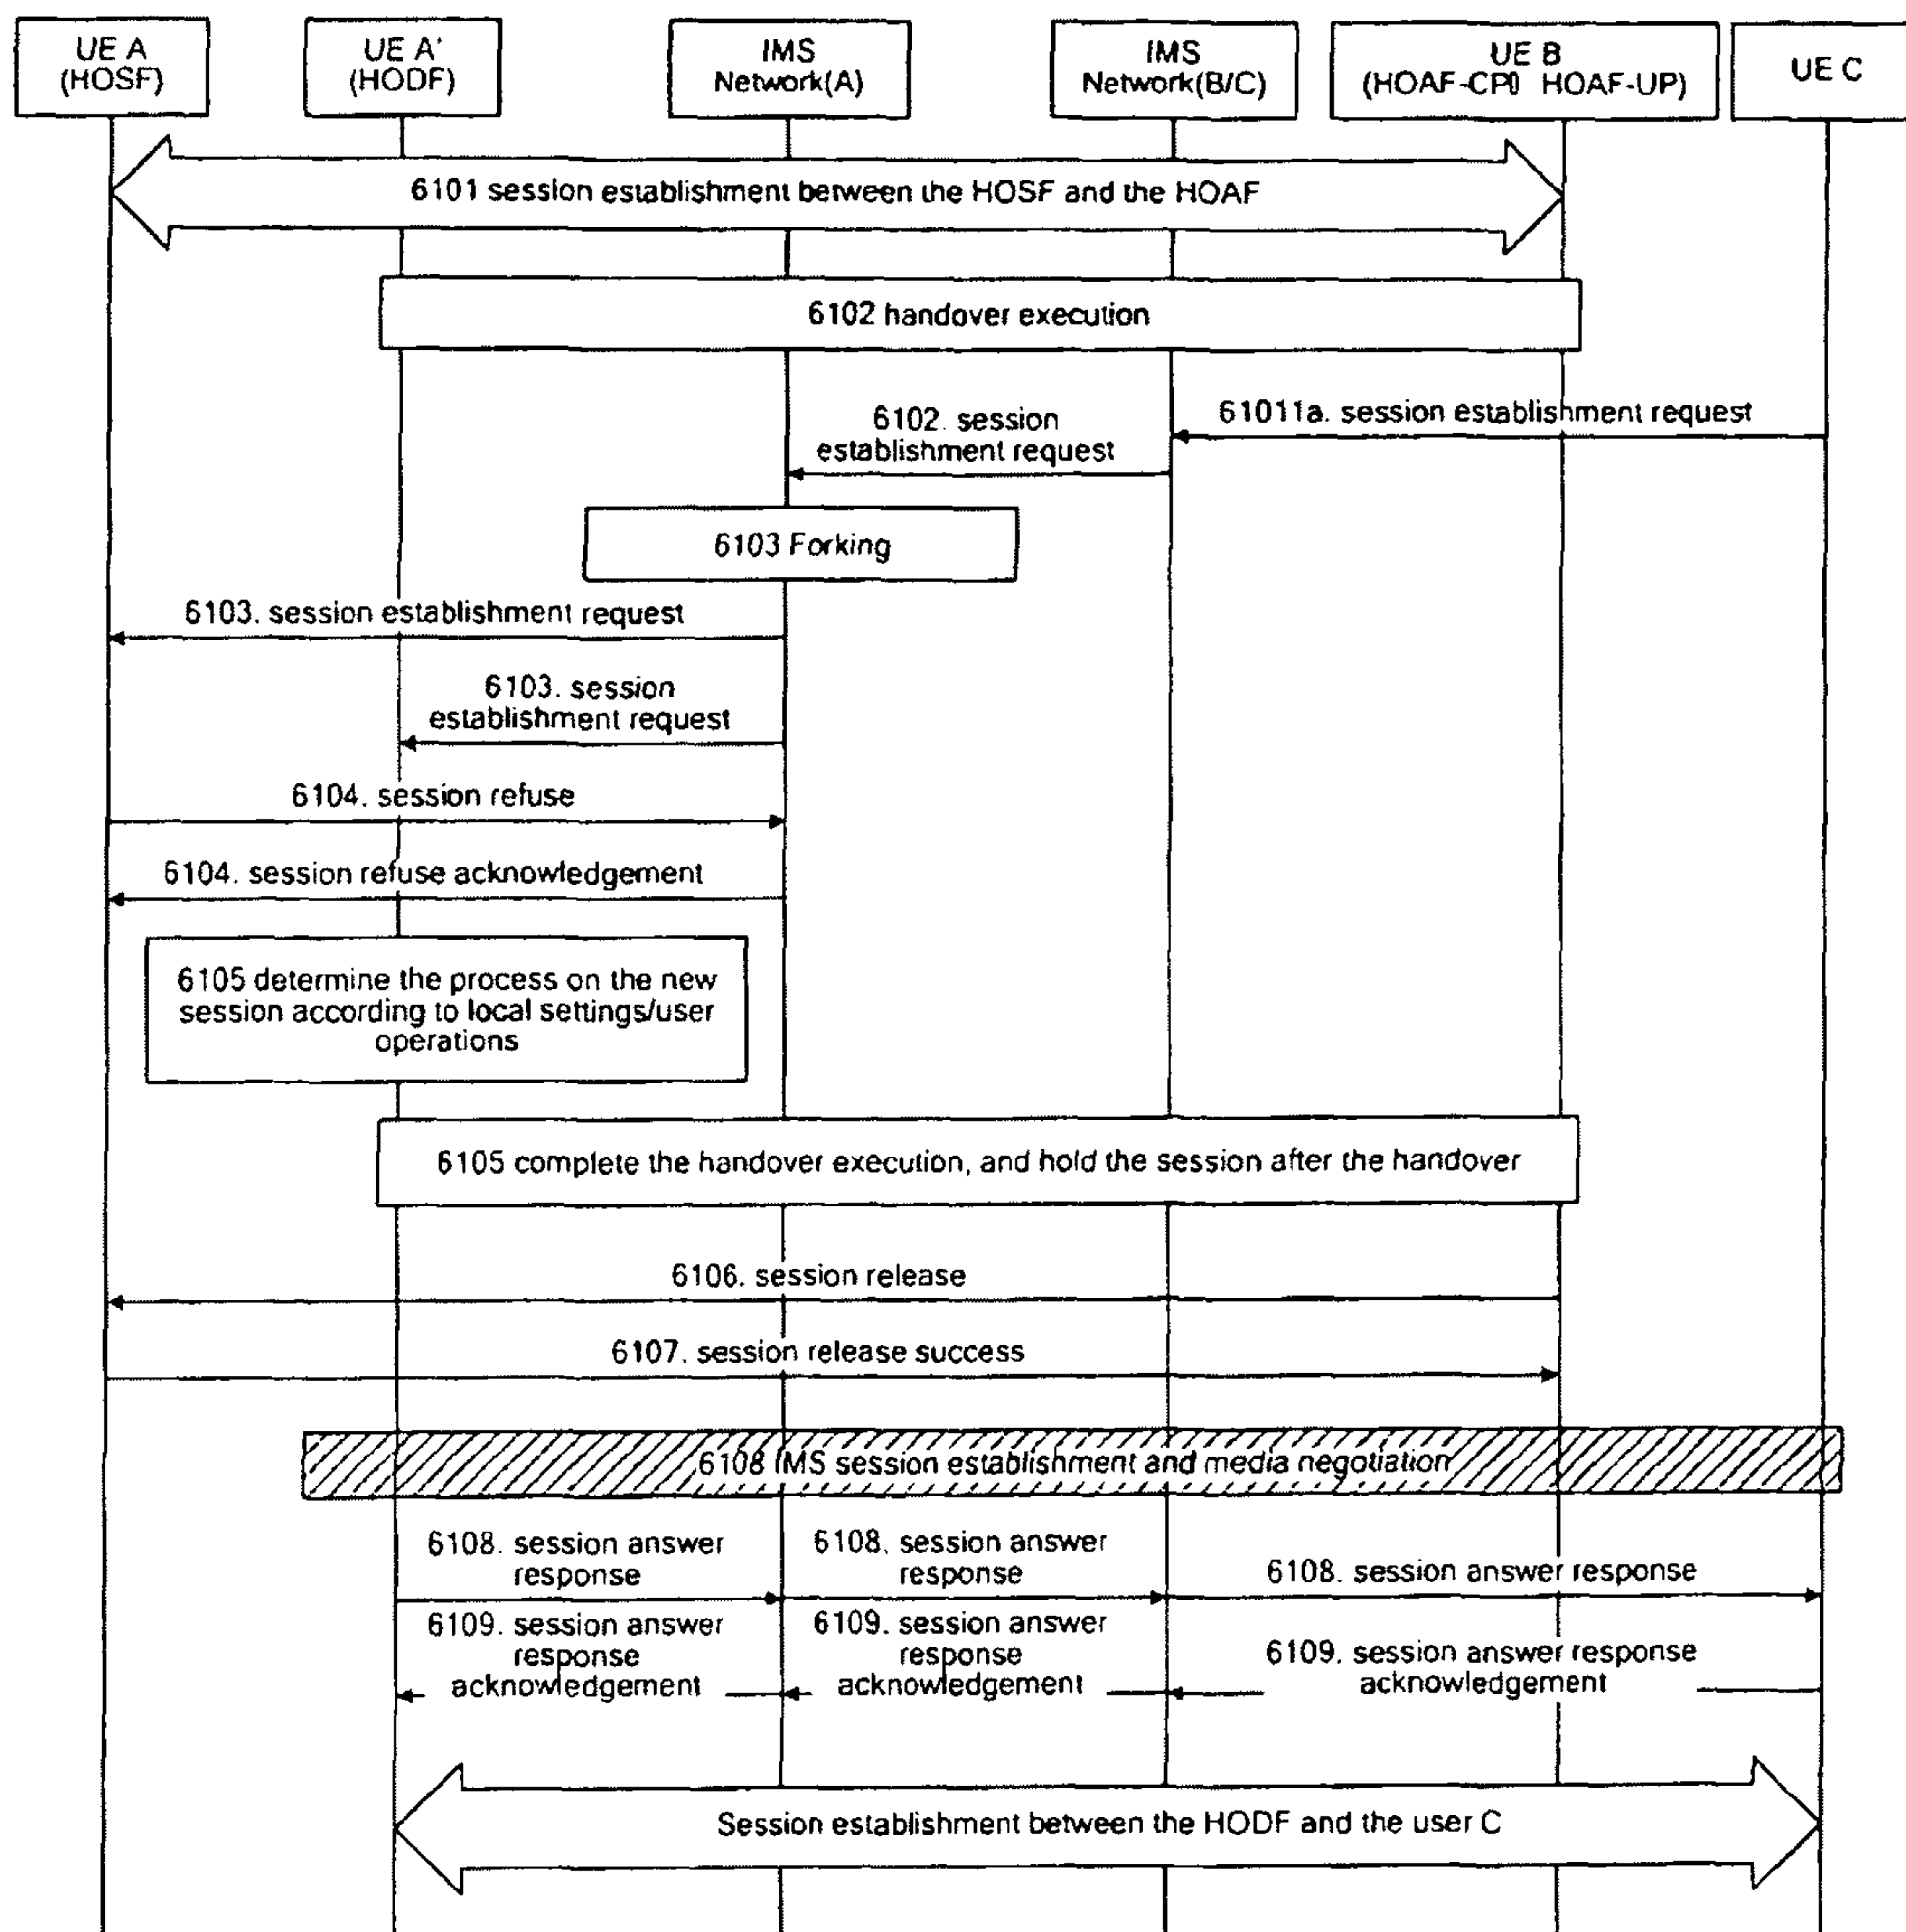 UE A
(HOSF)
UE A'
(HODF)
IMS
Network(A)
IMS
Network(B/C)
UE B
(HOAF-CP HOAF-UP)
UE C
6101 session establishment between the HOSF and the HOAF
6102 handover execution
61011a. session establishment request
6102. session
establishment request
6103 Forking
6103. session establishment request
6103. session
establishment request
6104. session refuse
6104. session refuse acknowledgement
6105 determine the process on the new
session according to local settings/user
operations
6105 complete the handover execution, and hold the session after the handover
6106. session release
6107. session release success
6108 IMS session establishment and media negotiation
6108. session answer
response
6108. session answer
response
6108. session answer response
6109. session answer
response
acknowledgement
6109. session answer
response
acknowledgement
6109. session answer response
acknowledgement
Session establishment between the HODF and the user C